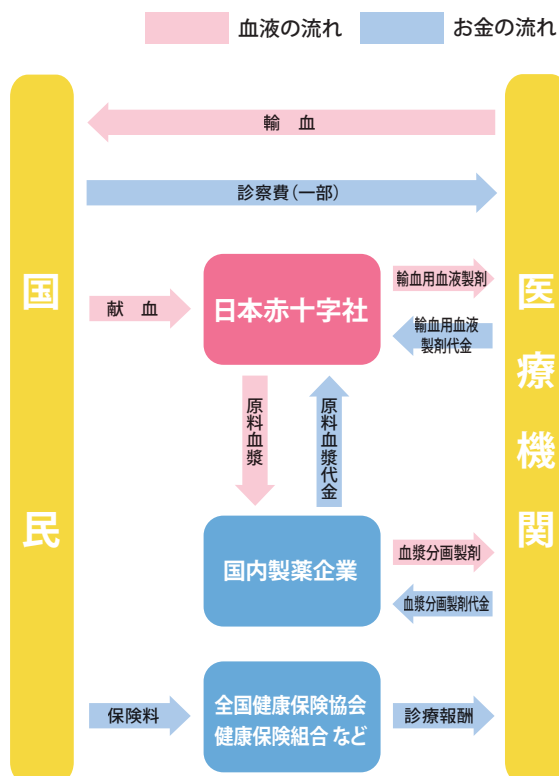 血液の流れ
お金の流れ
輸　血
診察費(一部)
国民
医療機関
献　血
日本赤十字社
輸血用血液製剤
輸血用血液
製剤代金
原料血漿
原料血漿代金
国内製薬企業
血漿分画製剤
血漿分画製剤代金
保険料
全国健康保険協会
健康保険組合 など
診療報酬